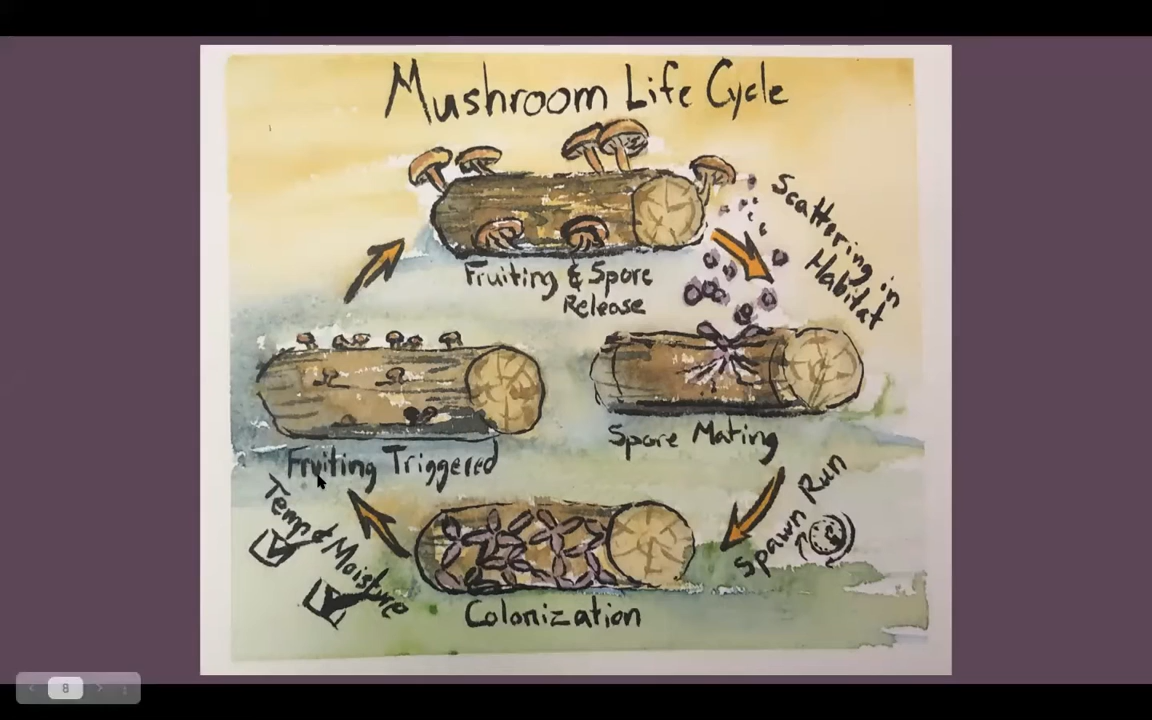 Mushroom Life Cycle
Scattering in
Habitat
Fruiting & Spore
Release
Spore Mating
Fruiting Triggered
Spawn Run
Temp & Moisture
Colonization
8